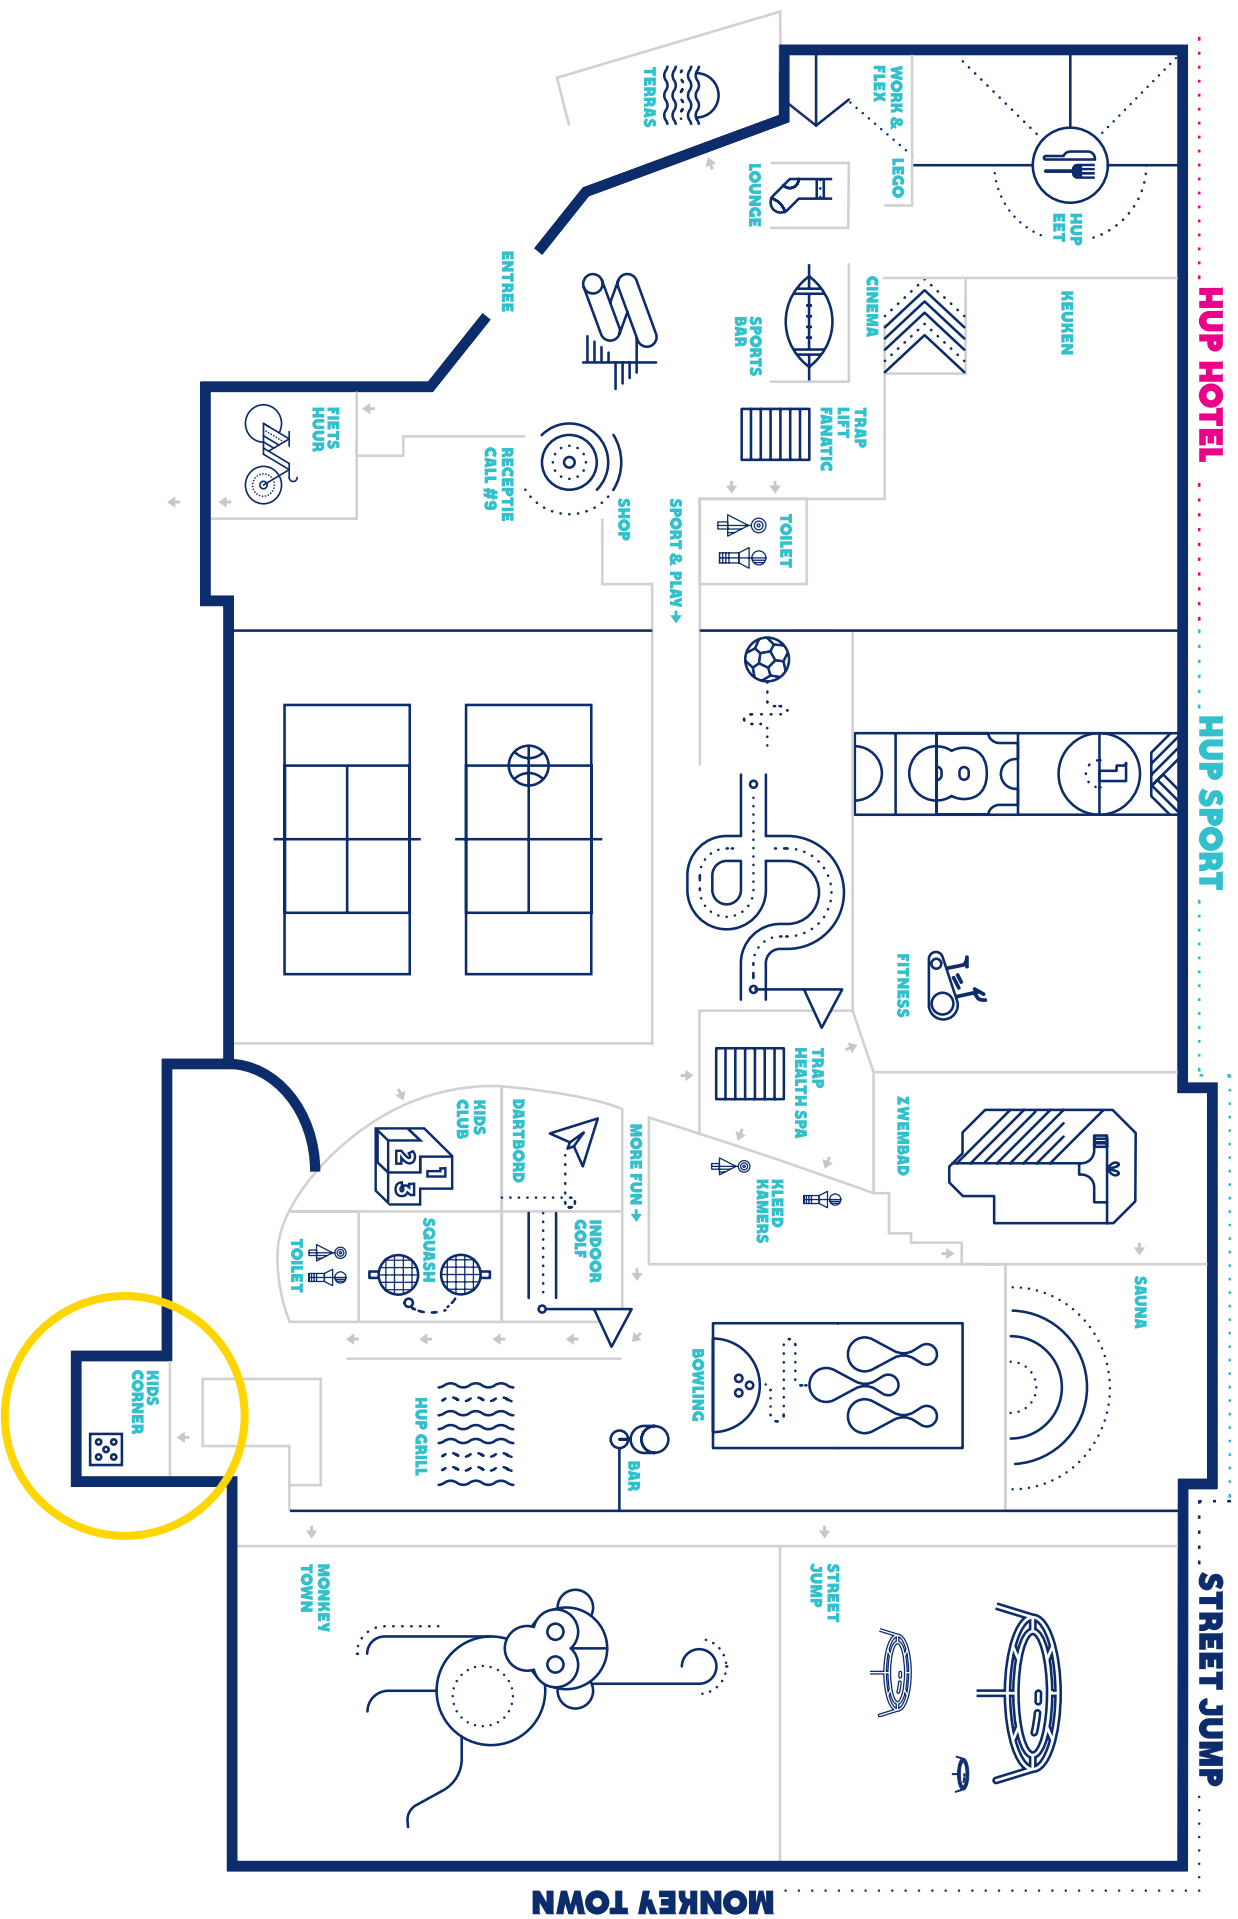 TERRAS
WORK &
FLEX
LEGO
LOUNGE
HUP
EET
ENTREE
CINEMA
SPORTS
BAR
KEUKEN
HUP HOTEL
FIETS
HUUR
RECEPTIE
CALL #9
SHOP
TRAP
LIFT
FANATIC
SPORT & PLAY →
TOILET
HUP SPORT
FITNESS
TRAP
HEALTH SPA
ZWEMBAD
KIDS
CLUB
1
2
3
DARTBORD
MORE FUN →
KLEED
KAMERS
TOILET
SQUASH
INDOOR
GOLF
SAUNA
KIDS
CORNER
HUP GRILL
BAR
BOWLING
MONKEY
TOWN
STREET
JUMP
STREET JUMP
MONKEY TOWN